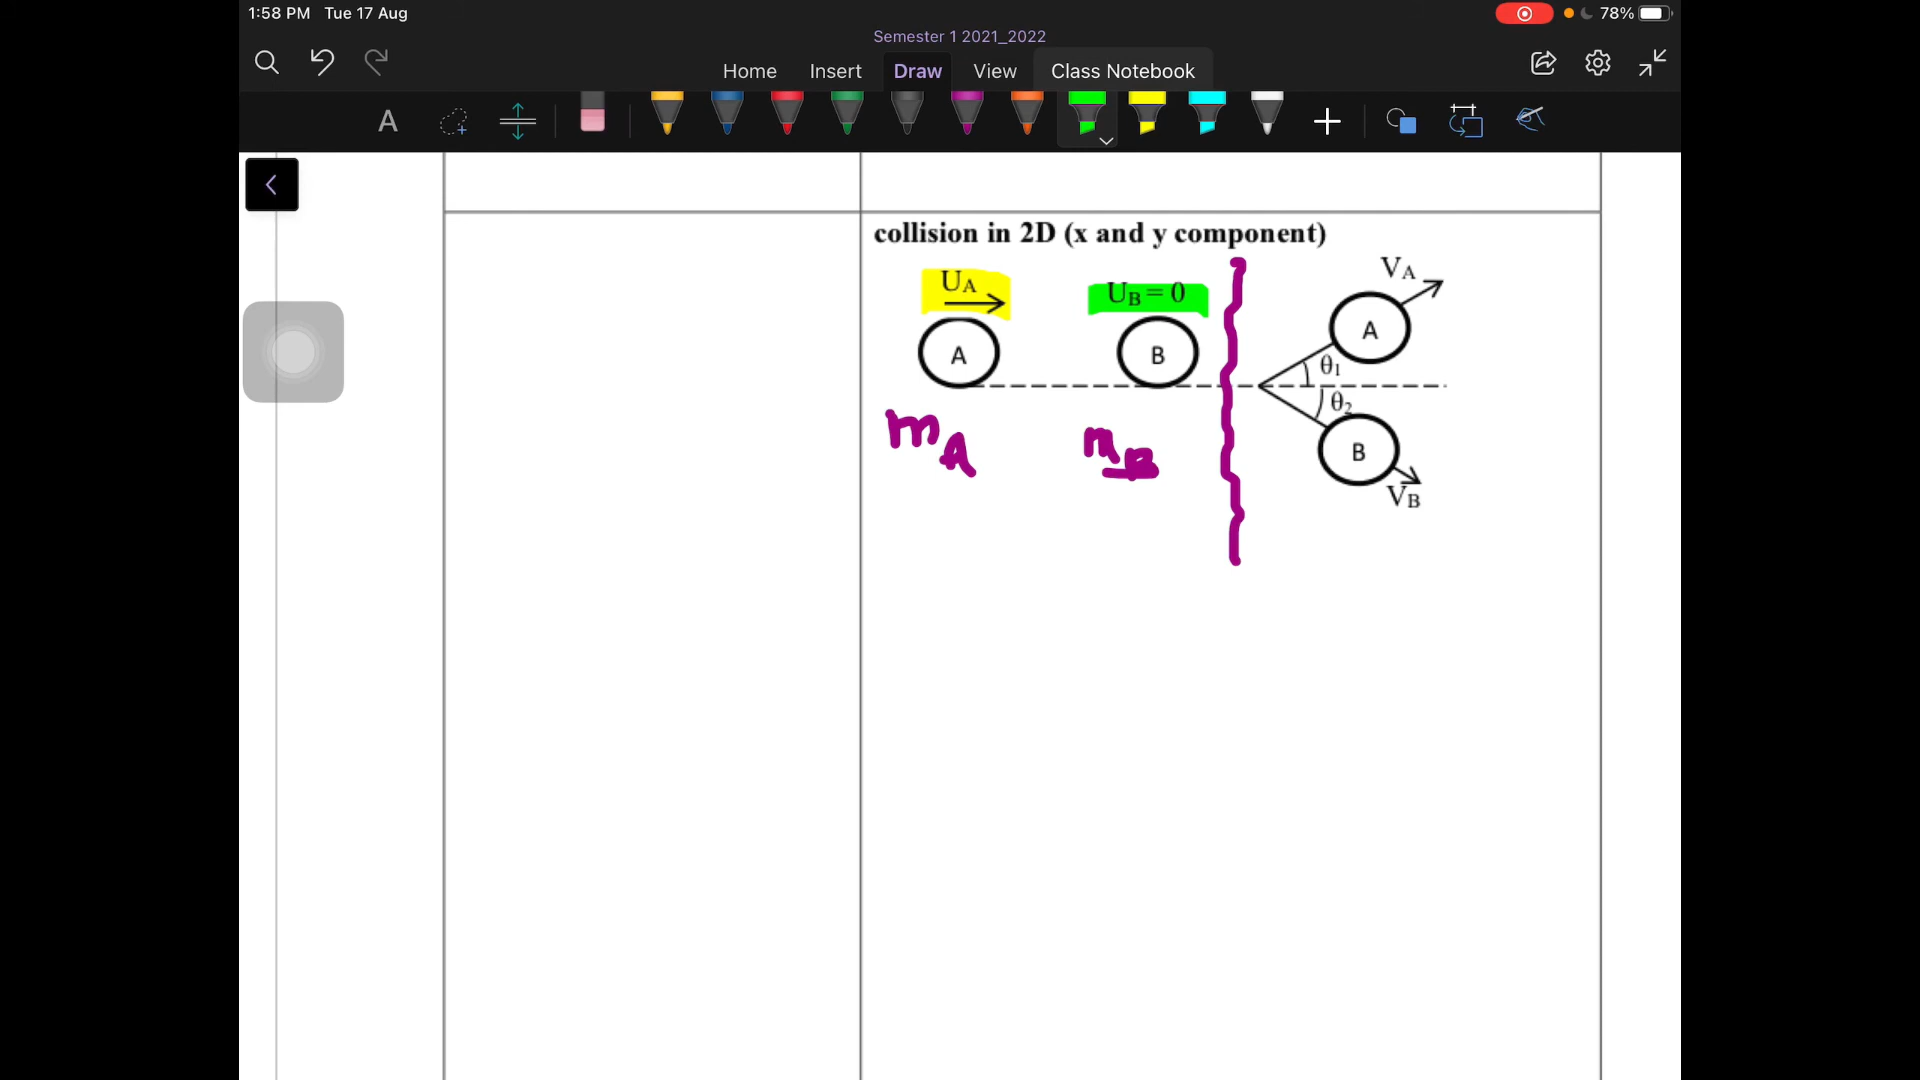 1:58 PM Tue 17 Aug
78%
Semester 1 2021_2022
Home Insert Draw View Class Notebook
A
collision in 2D (x and y component)
UA
UB = 0
VA
A
B
A
θ1
θ2
B
VB
mA
mB